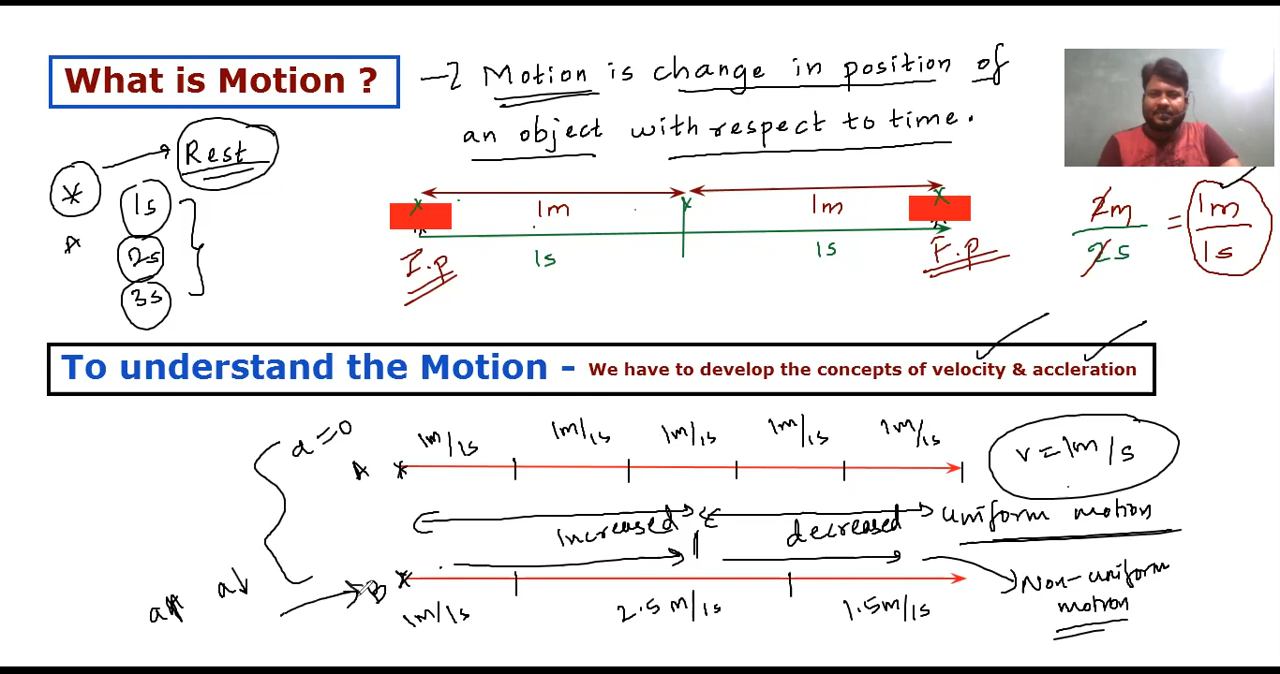 What is Motion ?
Motion is change in position of
an object with respect to time.
Rest
1s
A
2s
3s
1m 1m
1s 1s
I.p F.p
2m
2s
=
1m
1s
To understand the Motion - We have to develop the concepts of velocity & accleration
a=0
1m/1s 1m/1s 1m/1s 1m/1s 1m/1s
A
v=1m/s
increased decreased uniform motion
B
a↓
Non-uniform
motion
1m/1s 2.5m/1s 1.5m/1s